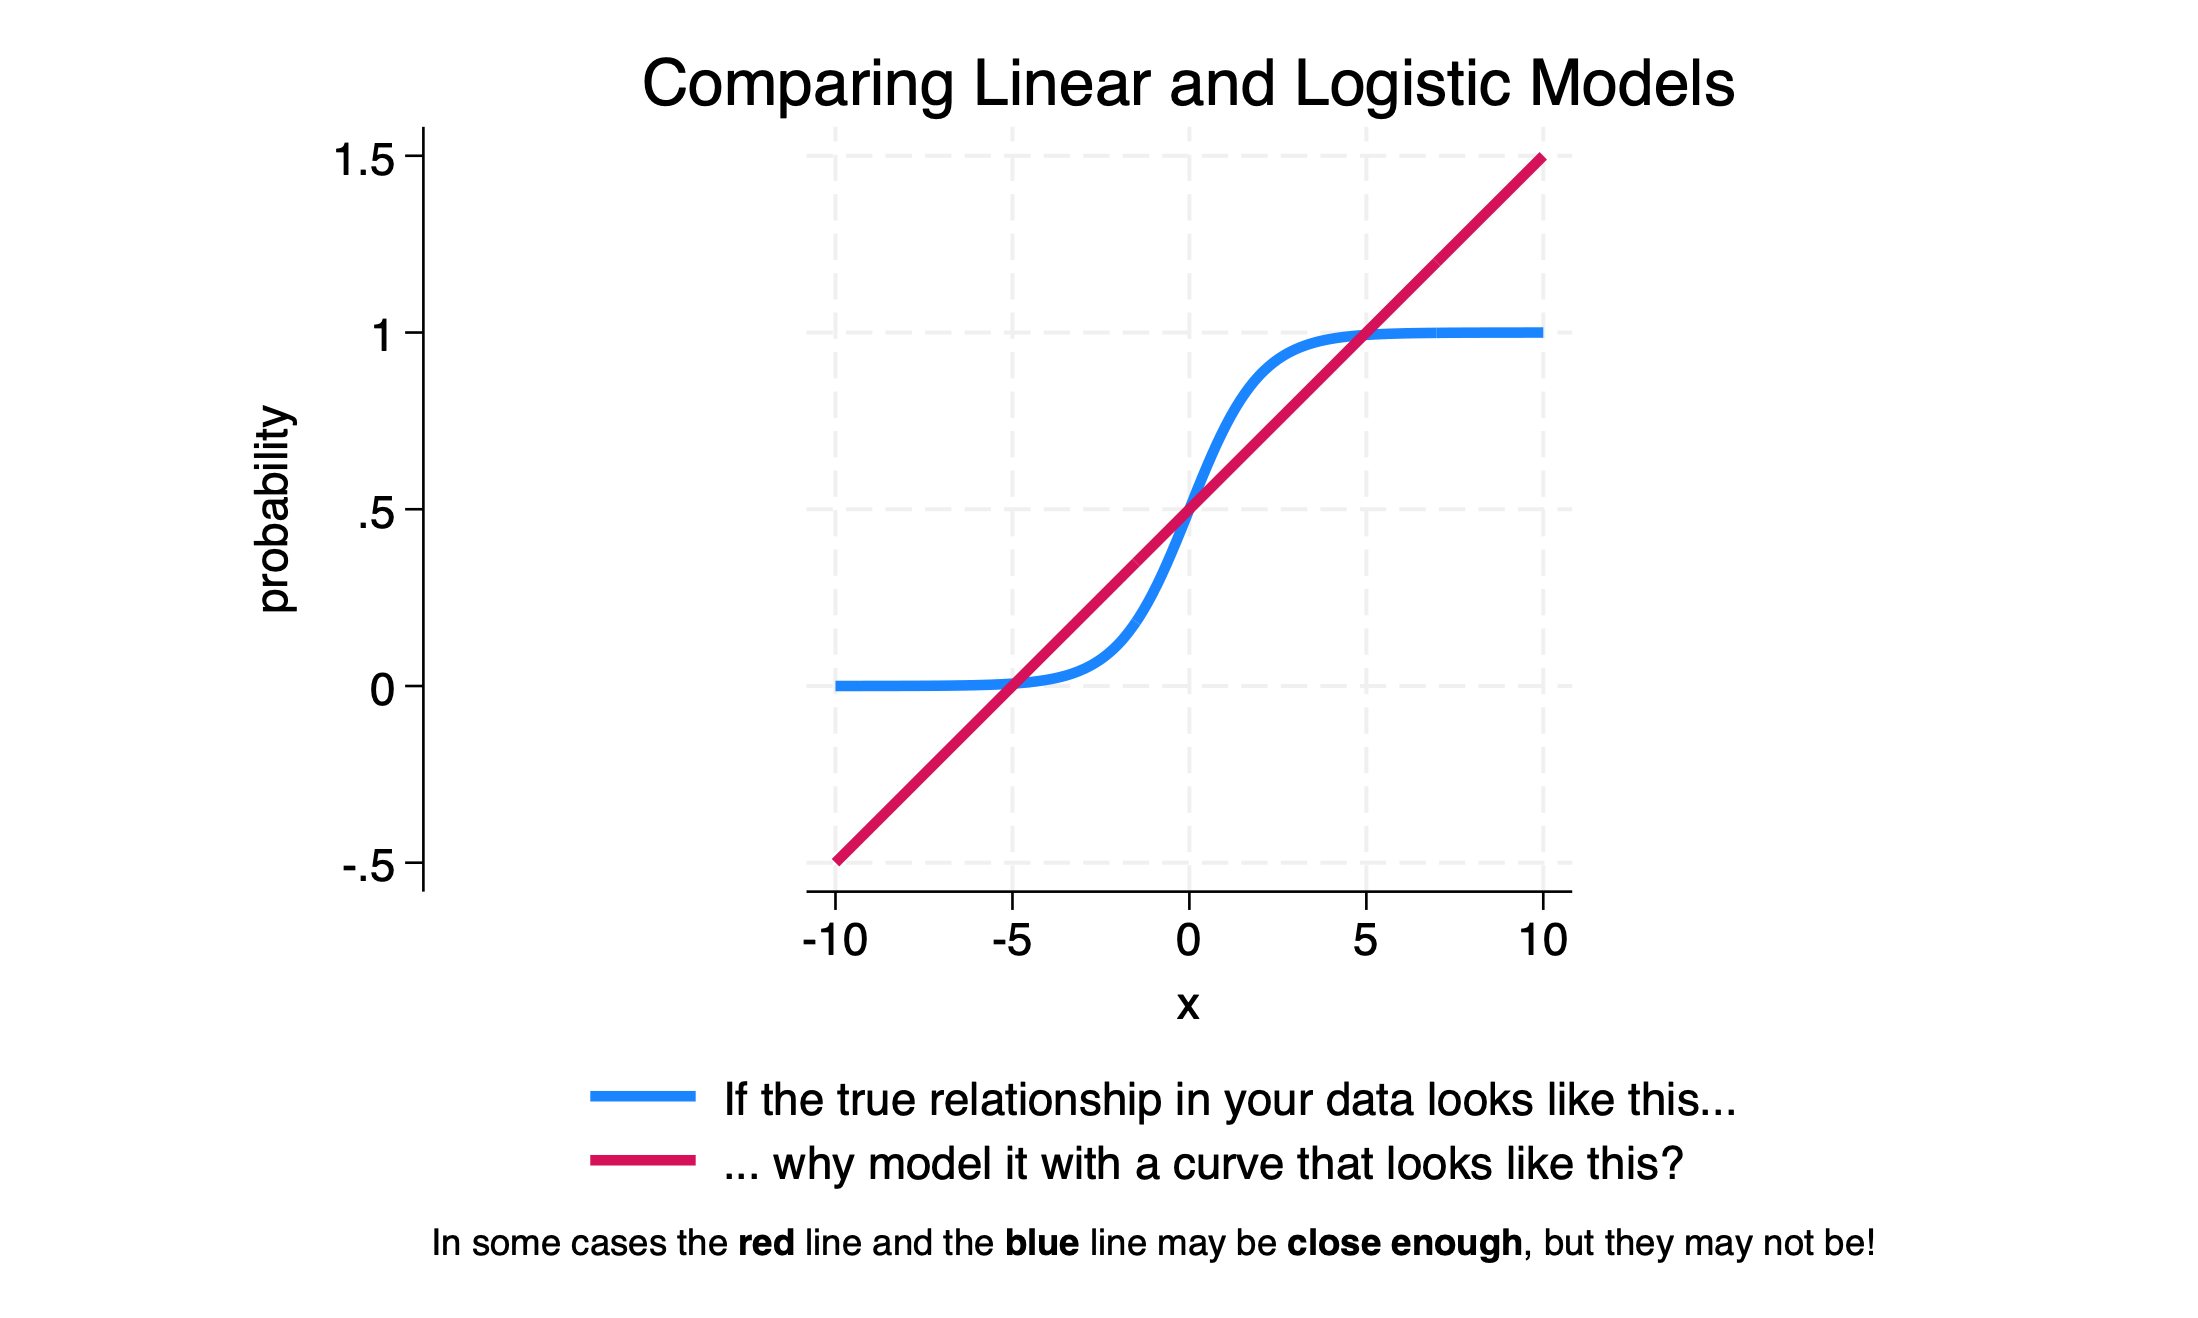 Comparing Linear and Logistic Models
1.5
1
.5
0
-.5
probability
-10 -5 0 5 10
x
If the true relationship in your data looks like this...
... why model it with a curve that looks like this?
In some cases the red line and the blue line may be close enough, but they may not be!